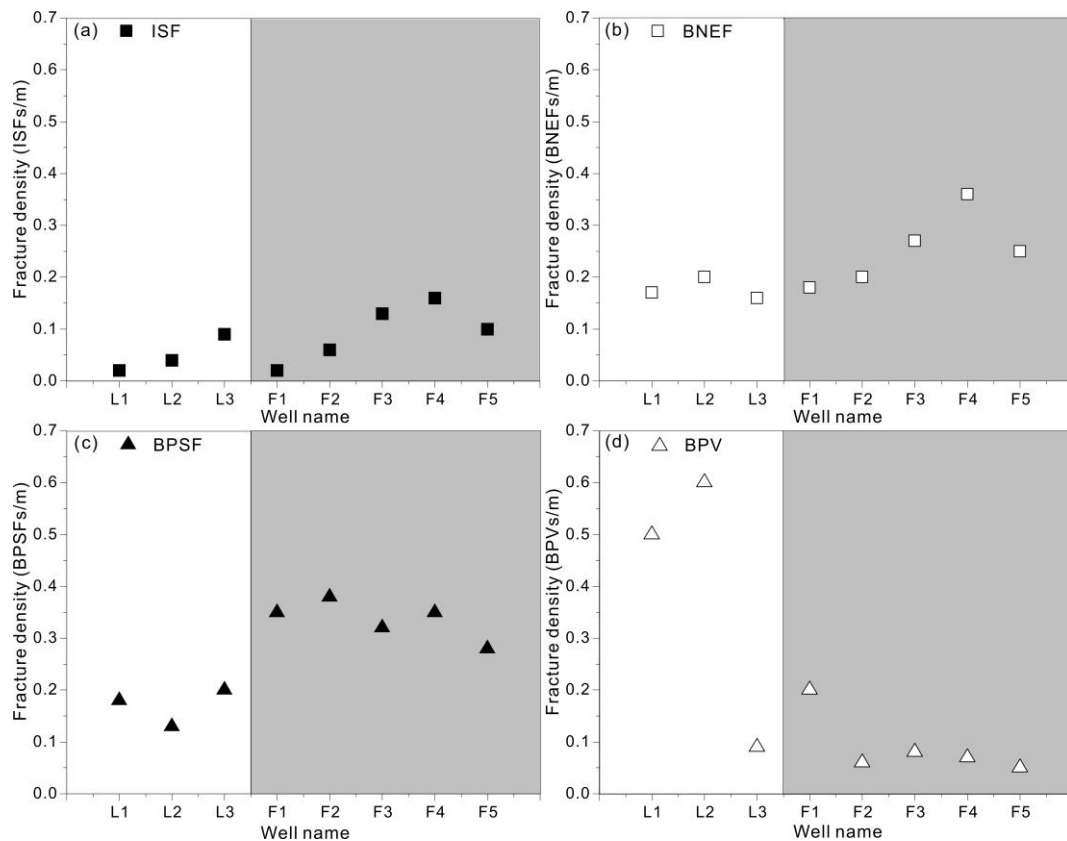 (a) ISF
Fracture density (ISFs/m)
0.7
0.6
0.5
0.4
0.3
0.2
0.1
0.0
L1 L2 L3 F1 F2 F3 F4 F5
Well name
(b) BNEF
Fracture density (BNEFs/m)
0.7
0.6
0.5
0.4
0.3
0.2
0.1
0.0
L1 L2 L3 F1 F2 F3 F4 F5
Well name
(c) BPSF
Fracture density (BPSFs/m)
0.7
0.6
0.5
0.4
0.3
0.2
0.1
0.0
L1 L2 L3 F1 F2 F3 F4 F5
Well name
(d) BPV
Fracture density (BPVs/m)
0.7
0.6
0.5
0.4
0.3
0.2
0.1
0.0
L1 L2 L3 F1 F2 F3 F4 F5
Well name